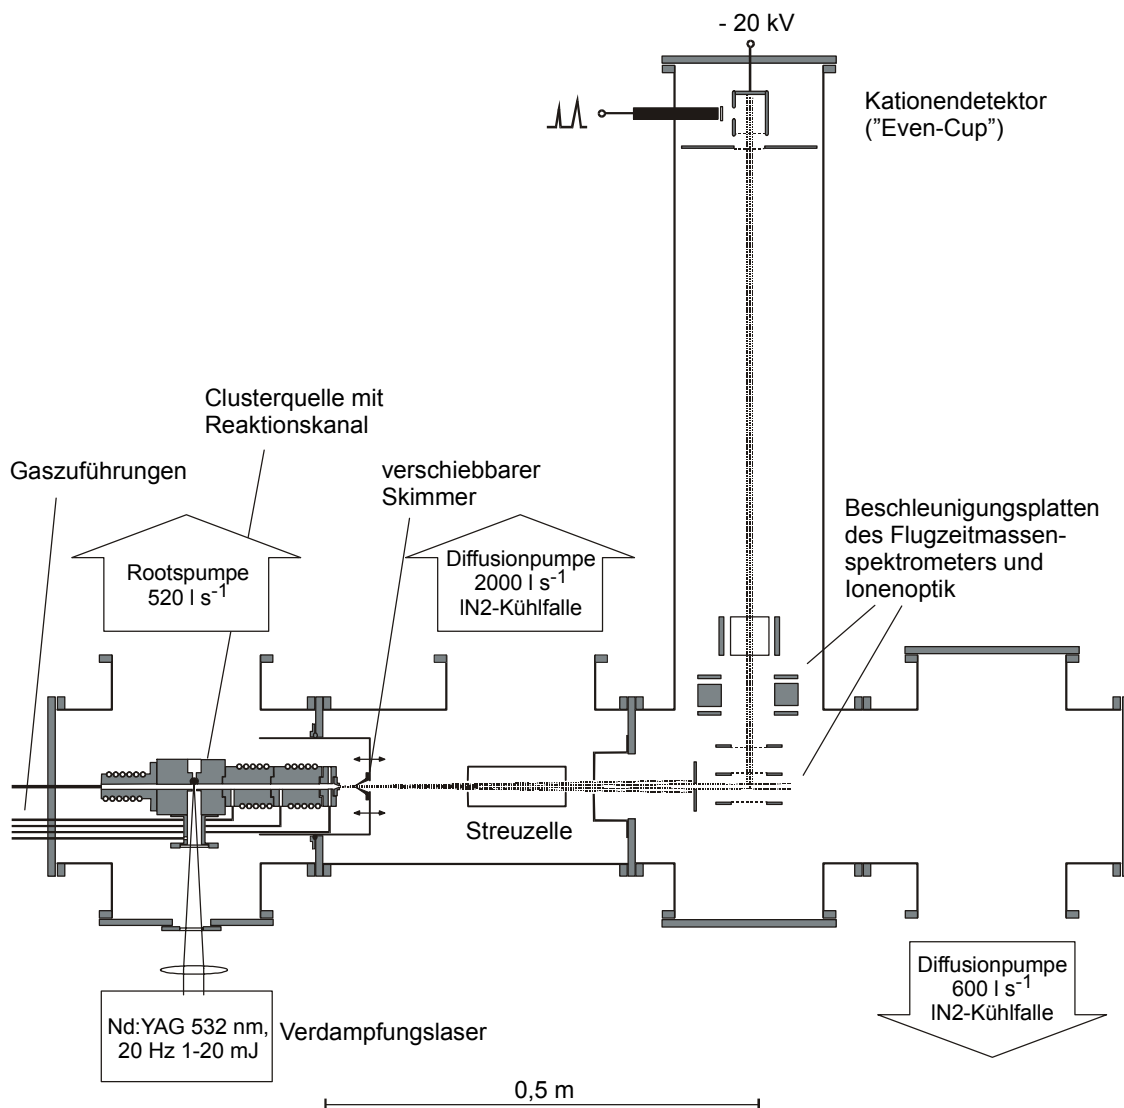 - 20 kV
Kationendetektor
("Even-Cup")
Clusterquelle mit
Reaktionskanal
Gaszuführungen
verschiebbarer
Skimmer
Beschleunigungsplatten
des Flugzeitmassen-
spektrometers und
Ionenoptik
Rootspumpe
520 l s-1
Diffusionpumpe
2000 l s-1
lN2-Kühlfalle
Streuzelle
Diffusionpumpe
600 l s-1
lN2-Kühlfalle
Nd:YAG 532 nm,
20 Hz 1-20 mJ
Verdampfungslaser
0,5 m